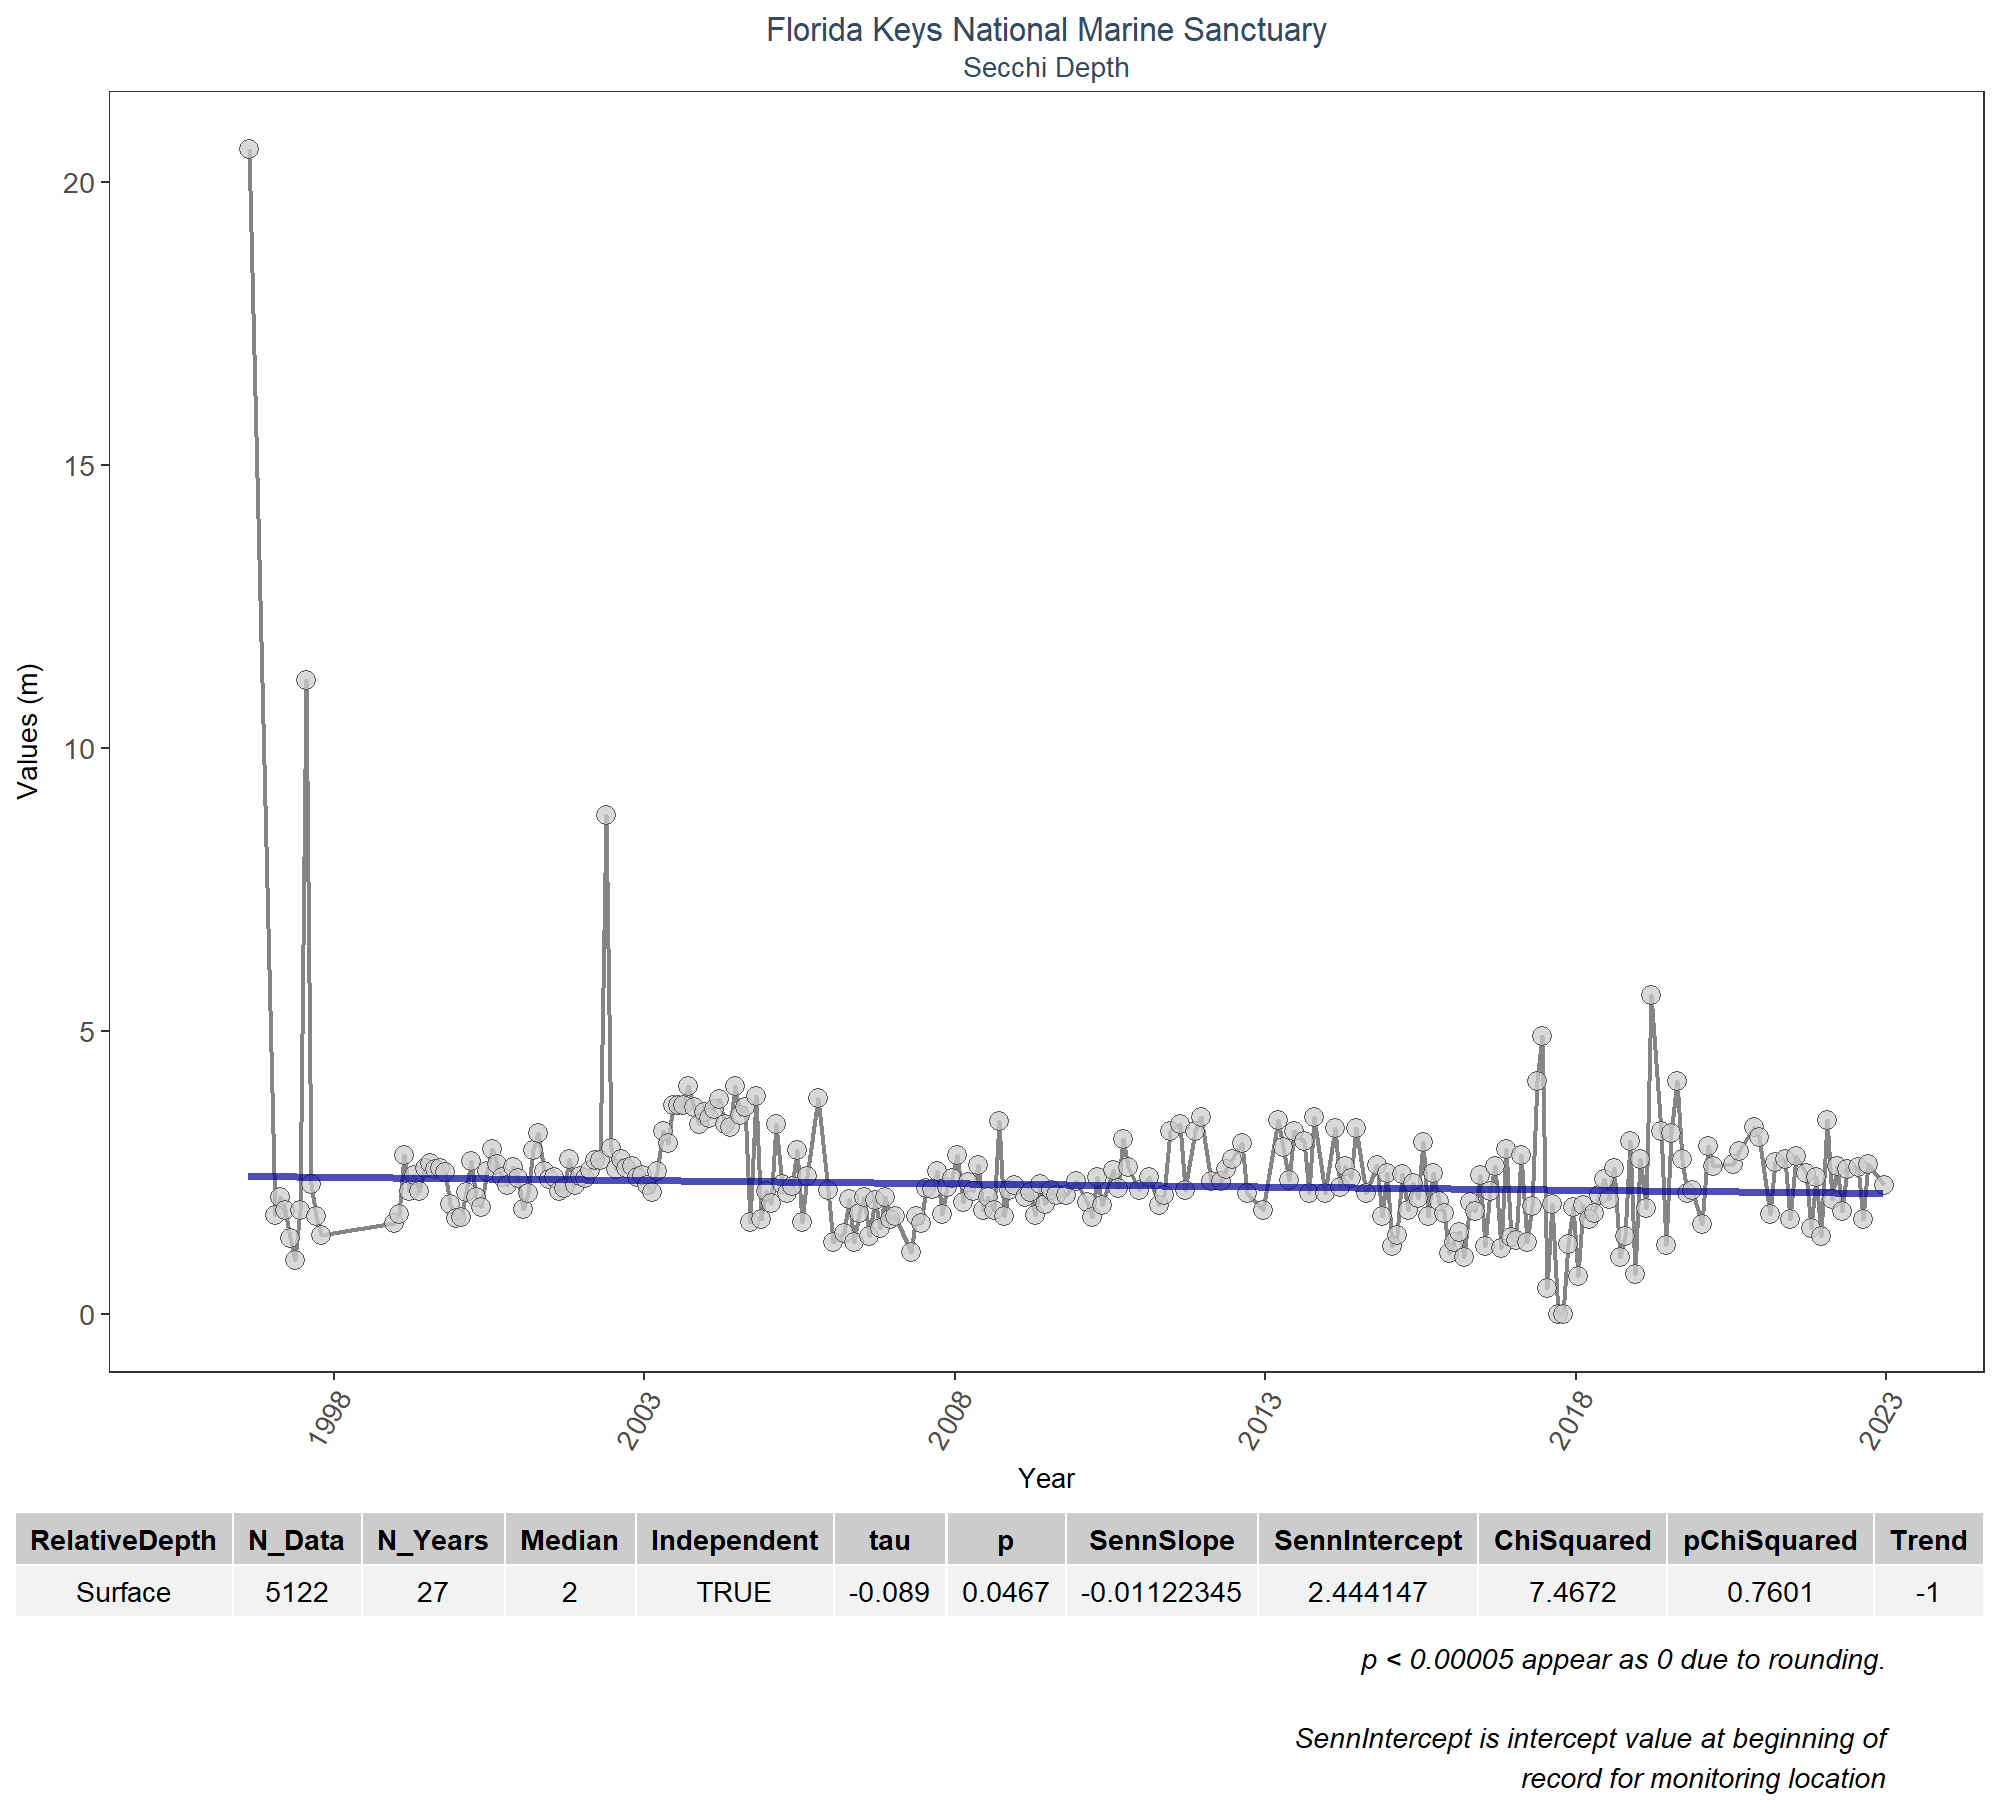 Florida Keys National Marine Sanctuary
Secchi Depth
20
15
10
5
0
Values (m)
1998 2003 2008 2013 2018 2023
Year
RelativeDepth N_Data N_Years Median Independent tau p SennSlope SennIntercept ChiSquared pChiSquared Trend
Surface 5122 27 2 TRUE -0.089 0.0467 -0.01122345 2.444147 7.4672 0.7601 -1
p < 0.00005 appear as 0 due to rounding.
SennIntercept is intercept value at beginning of
record for monitoring location